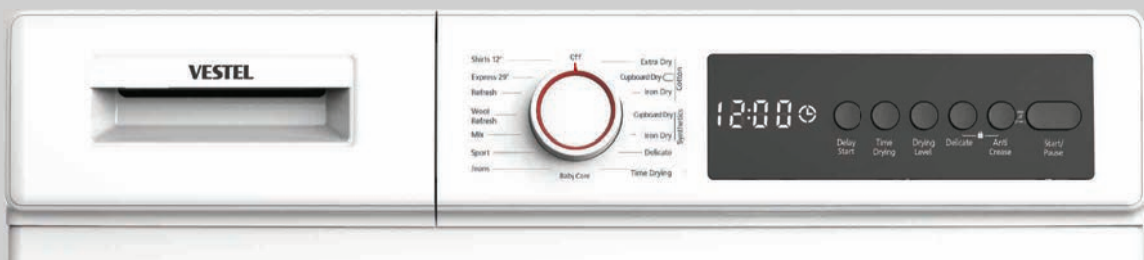 VESTEL
Off
Shirts 12'
Express 29'
Refresh
Wool
Refresh
Mix
Sport
Jeans
Baby Care
Extra Dry
Cupboard Dry
Iron Dry
Cotton
Cupboard Dry
Iron Dry
Synthetics
Delicate
Time Drying
12:00
Delay
Start
Time
Drying
Drying
Level
Delicate
Anti
Crease
Start/
Pause